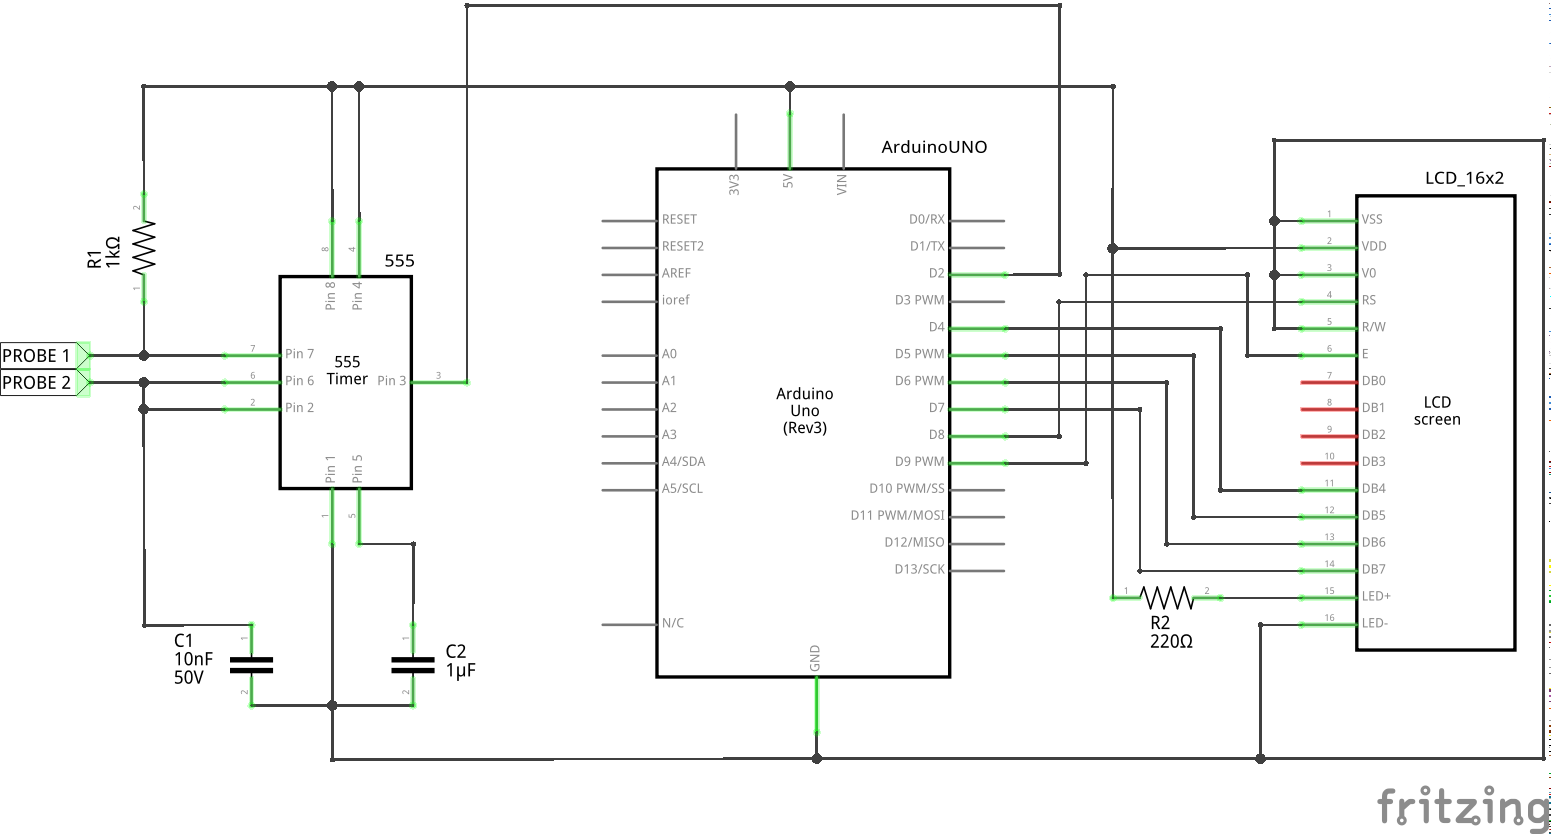 ArduinoUNO
LCD_16x2
555
R1
1kΩ
2
1
PROBE 1
PROBE 2
8
4
Pin 8
Pin 4
7
Pin 7
6
Pin 6
2
Pin 2
555
Timer
Pin 3
3
Pin 1
Pin 5
1
5
C1
10nF
50V
1
2
C2
1µF
1
2
3V3
5V
VIN
RESET
RESET2
AREF
ioref
A0
A1
A2
A3
A4/SDA
A5/SCL
N/C
Arduino
Uno
(Rev3)
D0/RX
D1/TX
D2
D3 PWM
D4
D5 PWM
D6 PWM
D7
D8
D9 PWM
D10 PWM/SS
D11 PWM/MOSI
D12/MISO
D13/SCK
GND
1
2
R2
220Ω
1 VSS
2 VDD
3 V0
4 RS
5 R/W
6 E
7 DB0
8 DB1
9 DB2
10 DB3
11 DB4
12 DB5
13 DB6
14 DB7
15 LED+
16 LED-
LCD
screen
fritzing